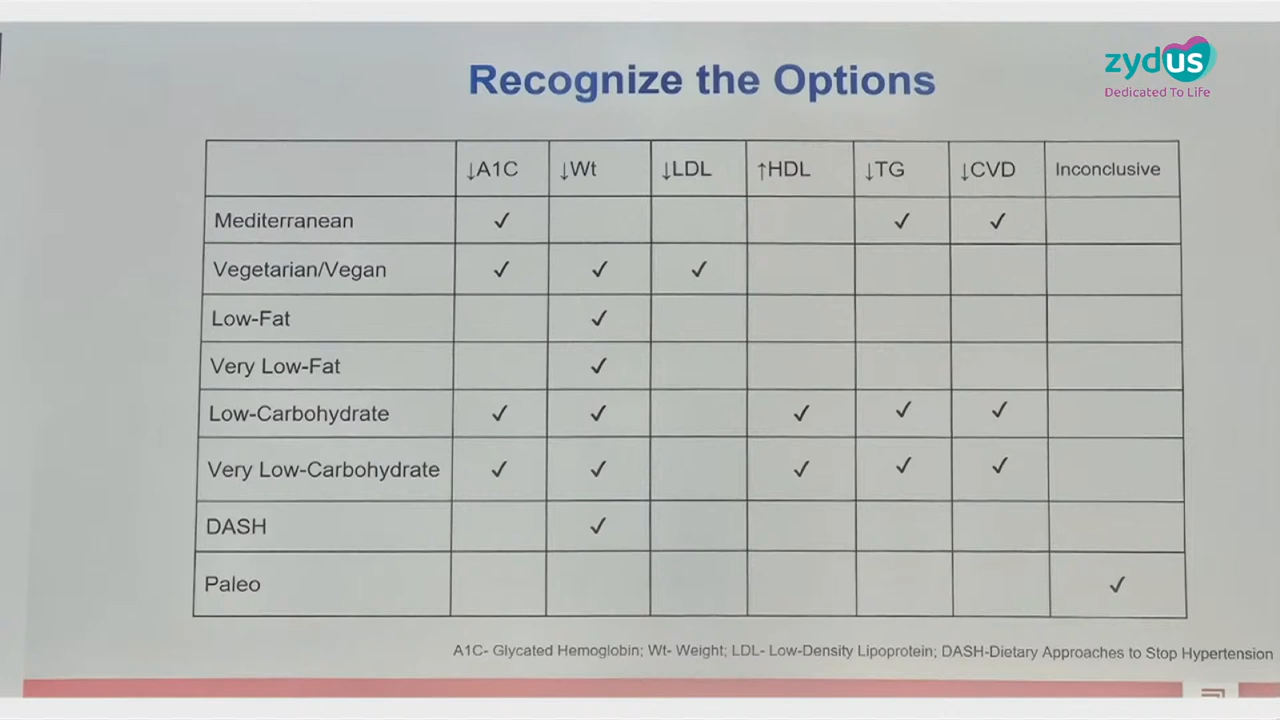 zydus
Dedicated To Life
Recognize the Options
↓A1C ↓Wt ↓LDL ↑HDL ↓TG ↓CVD Inconclusive
Mediterranean ✓ ✓ ✓
Vegetarian/Vegan ✓ ✓ ✓
Low-Fat ✓
Very Low-Fat ✓
Low-Carbohydrate ✓ ✓ ✓ ✓ ✓
Very Low-Carbohydrate ✓ ✓ ✓ ✓ ✓
DASH ✓
Paleo ✓
A1C- Glycated Hemoglobin; Wt- Weight; LDL- Low-Density Lipoprotein; DASH-Dietary Approaches to Stop Hypertension